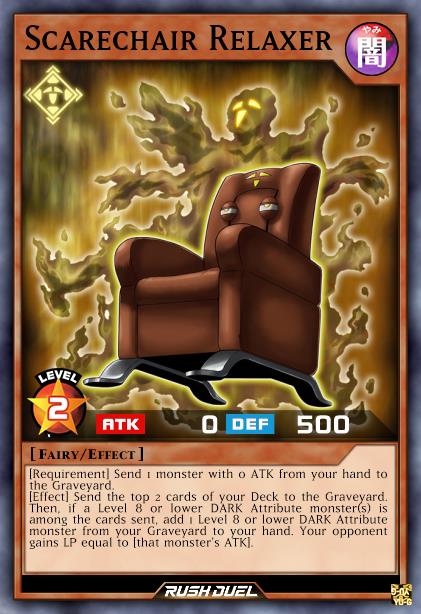 SCARECHAIR RELAXER
やみ
闇
LEVEL
2
ATK 0 DEF 500
[FAIRY/EFFECT]
[Requirement] Send 1 monster with 0 ATK from your hand to
the Graveyard.
[Effect] Send the top 2 cards of your Deck to the Graveyard.
Then, if a Level 8 or lower DARK Attribute monster(s) is
among the cards sent, add 1 Level 8 or lower DARK Attribute
monster from your Graveyard to your hand. Your opponent
gains LP equal to [that monster's ATK].
RUSH DUEL